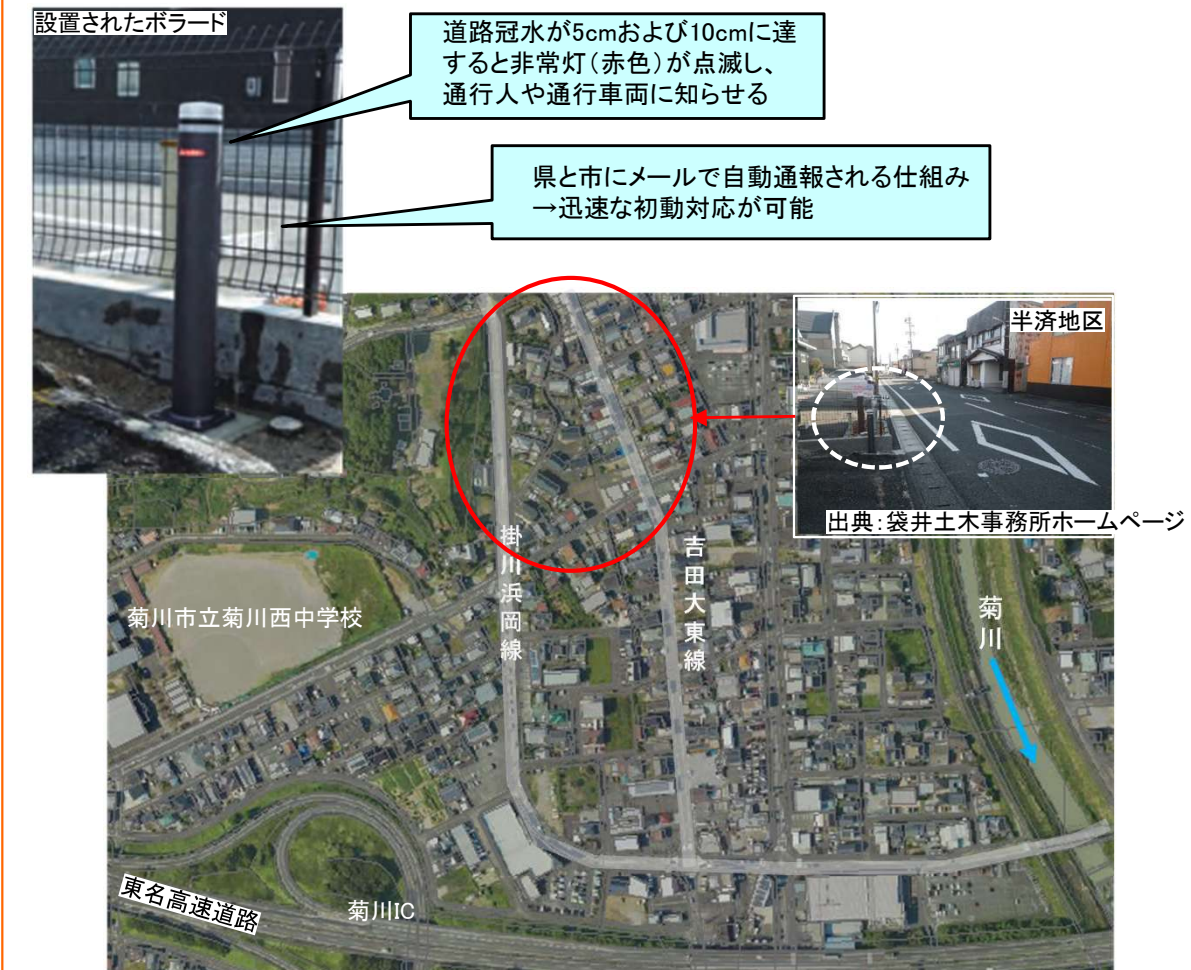 設置されたボラード
道路冠水が5cmおよび10cmに達
すると非常灯(赤色)が点滅し、
通行人や通行車両に知らせる
県と市にメールで自動通報される仕組み
→迅速な初動対応が可能
半済地区
出典:袋井土木事務所ホームページ
掛川浜岡線
吉田大東線
菊川
菊川市立菊川西中学校
東名高速道路
菊川IC